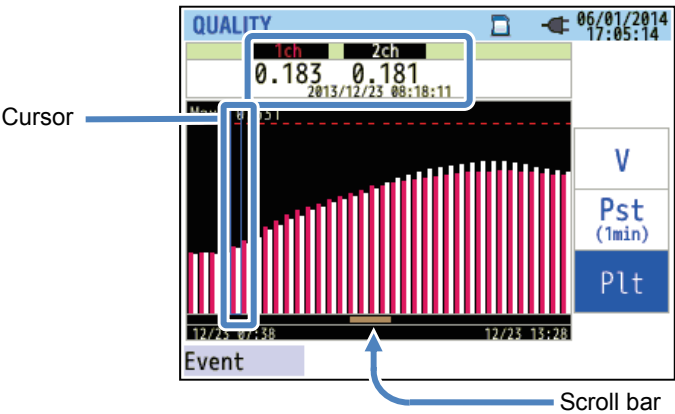 QUALITY
06/01/2014
17:05:14
1ch 2ch
0.183 0.181
2013/12/23 08:18:11
Cursor
V
Pst
(1min)
Plt
12/23 07:38 12/23 13:28
Event
Scroll bar